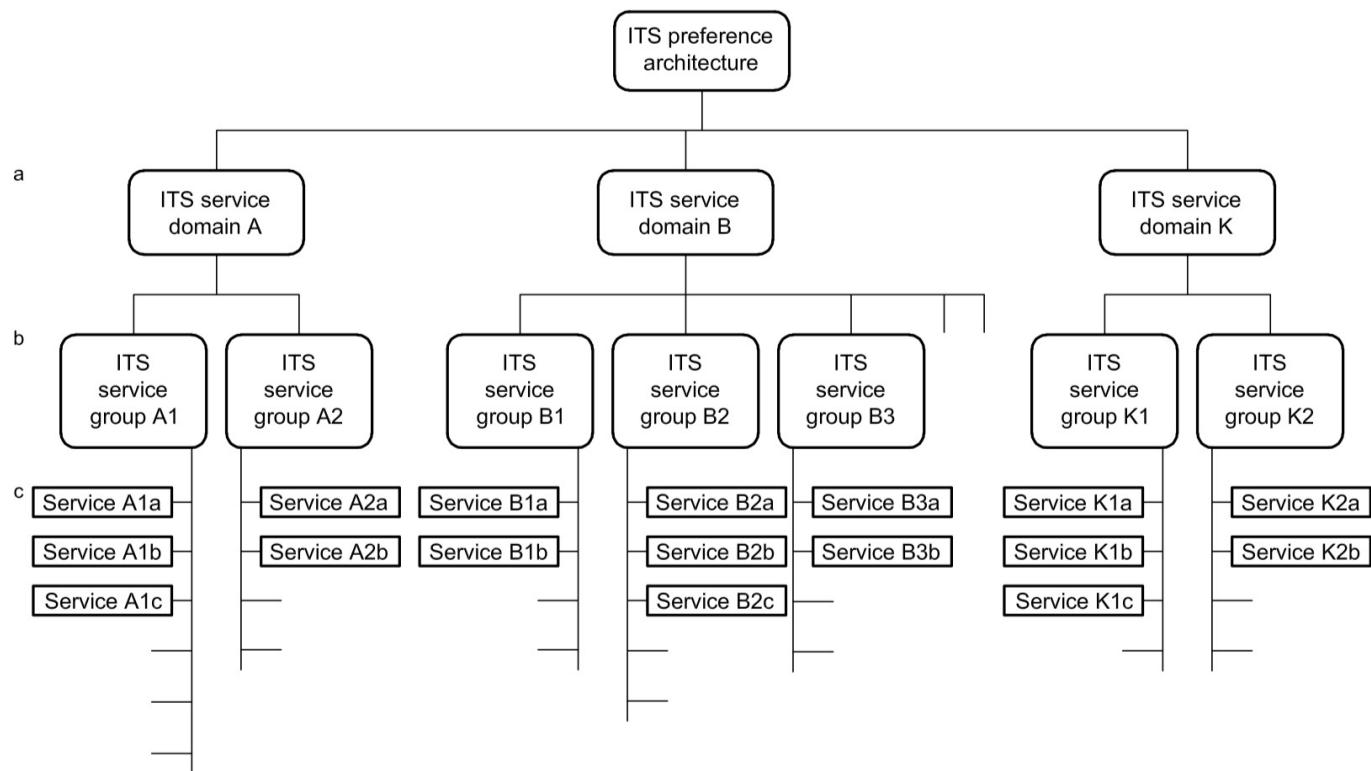 ITS preference
architecture
a
ITS service
domain A
ITS service
domain B
ITS service
domain K
b
ITS
service
group A1
ITS
service
group A2
ITS
service
group B1
ITS
service
group B2
ITS
service
group B3
ITS
service
group K1
ITS
service
group K2
c
Service A1a
Service A1b
Service A1c
Service A2a
Service A2b
Service B1a
Service B1b
Service B2a
Service B2b
Service B2c
Service B3a
Service B3b
Service K1a
Service K1b
Service K1c
Service K2a
Service K2b